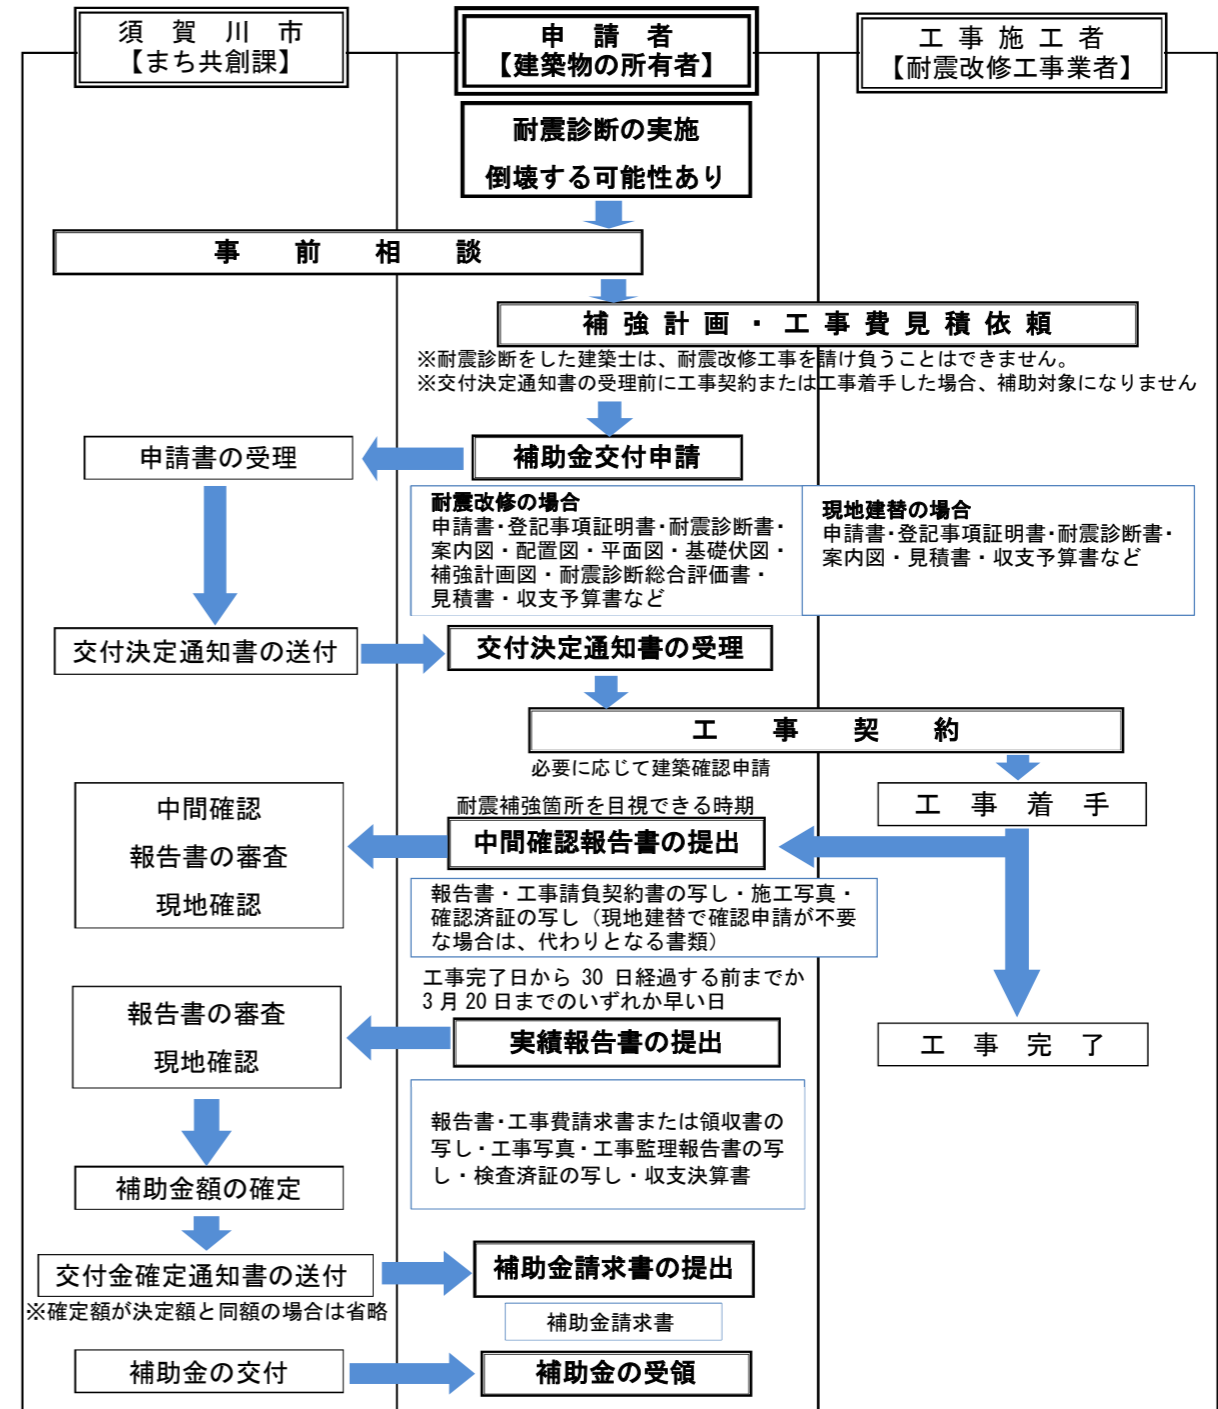 須賀川市
【まち共創課】
申請者
【建築物の所有者】
工事施工者
【耐震改修工事業者】
耐震診断の実施
倒壊する可能性あり
事前相談
補強計画・工事費見積依頼
※耐震診断をした建築士は、耐震改修工事を請け負うことはできません。
※交付決定通知書の受理前に工事契約または工事着手した場合、補助対象になりません
申請書の受理
補助金交付申請
耐震改修の場合
申請書・登記事項証明書・耐震診断書・
案内図・配置図・平面図・基礎伏図・
補強計画図・耐震診断総合評価書・
見積書・収支予算書など
現地建替の場合
申請書・登記事項証明書・耐震診断書・
案内図・見積書・収支予算書など
交付決定通知書の送付
交付決定通知書の受理
工事契約
必要に応じて建築確認申請
工事着手
耐震補強箇所を目視できる時期
中間確認報告書の提出
中間確認
報告書の審査
現地確認
報告書・工事請負契約書の写し・施工写真・
確認済証の写し（現地建替で確認申請が不要
な場合は、代わりとなる書類）
工事完了日から 30 日経過する前までか
3 月 20 日までのいずれか早い日
実績報告書の提出
報告書の審査
現地確認
工事完了
報告書・工事費請求書または領収書の
写し・工事写真・工事監理報告書の写
し・検査済証の写し・収支決算書
補助金額の確定
交付金確定通知書の送付
※確定額が決定額と同額の場合は省略
補助金請求書の提出
補助金請求書
補助金の交付
補助金の受領